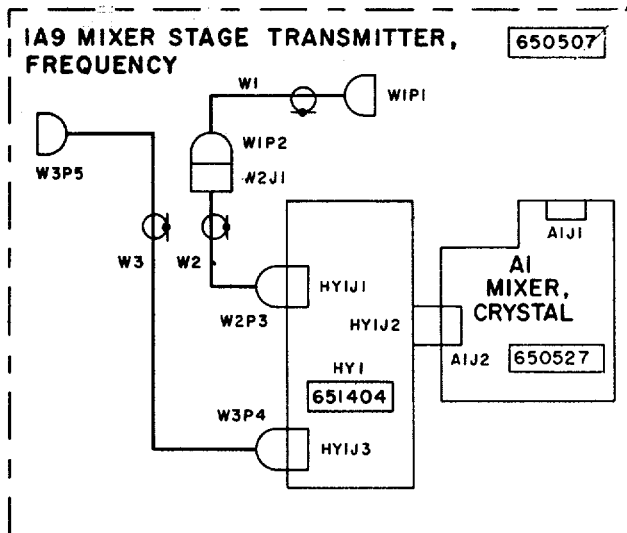 1A9 MIXER STAGE TRANSMITTER,
FREQUENCY
650507
W1
W1P1
W1P2
W2J1
W3P5
W3
W2
HY1J1
W2P3
HY1J2
HY1
651404
W3P4
HY1J3
A1J1
A1
MIXER,
CRYSTAL
A1J2
650527